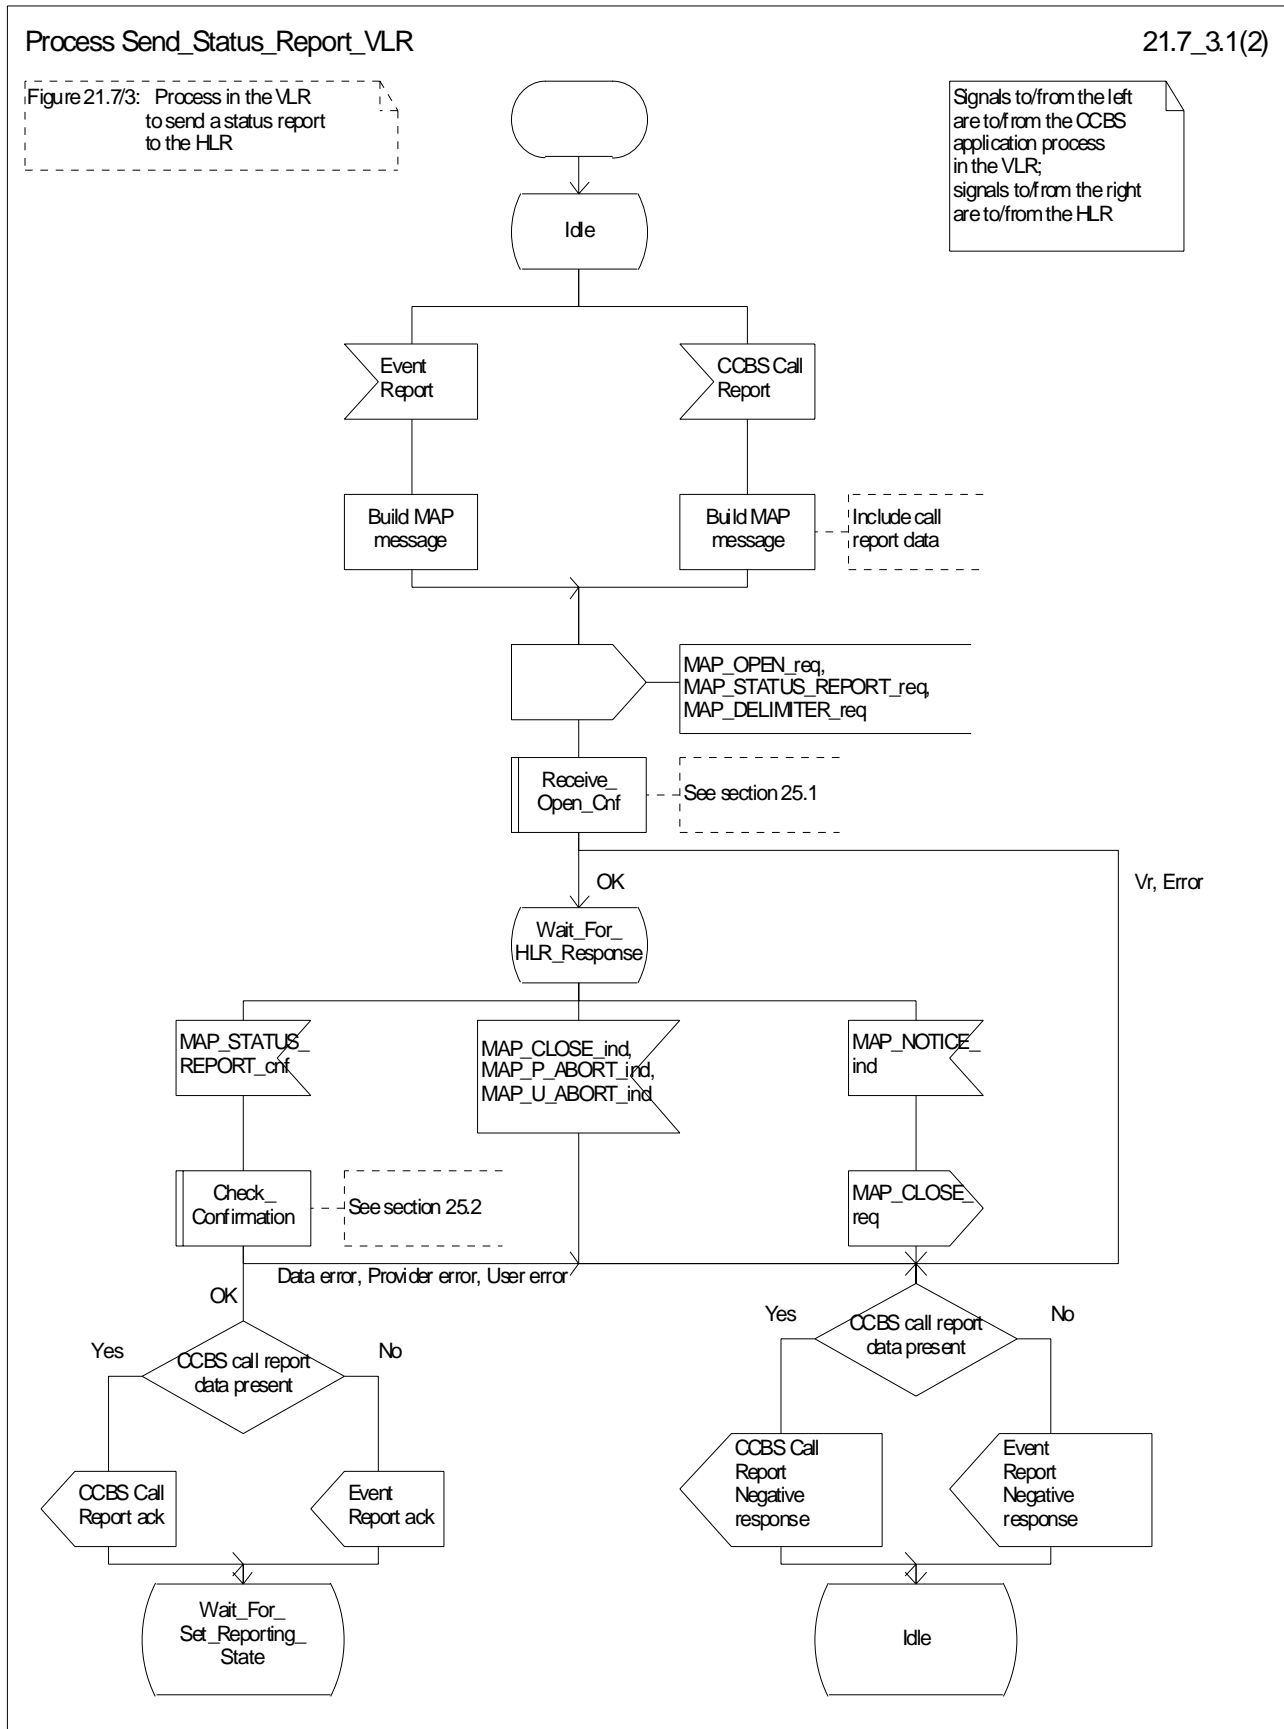 Process Send_Status_Report_VLR
21.7_3.1(2)
Figure 21.7/3: Process in the VLR
to send a status report
to the HLR
Signals to/from the left
are to/from the CCBS
application process
in the VLR;
signals to/from the right
are to/from the HLR
Idle
Event
Report
CCBS Call
Report
Build MAP
message
Build MAP
message
Include call
report data
MAP_OPEN_req,
MAP_STATUS_REPORT_req,
MAP_DELIMITER_req
Receive_
Open_Cnf
See section 25.1
OK
Vr, Error
Wait_For_
HLR_Response
MAP_STATUS_
REPORT_cnf
MAP_CLOSE_ind,
MAP_P_ABORT_ind,
MAP_U_ABORT_ind
MAP_NOTICE_
ind
Check_
Confirmation
See section 25.2
MAP_CLOSE_
req
Data error, Provider error, User error
OK
Yes
CCBS call report
data present
No
Yes
CCBS call report
data present
No
CCBS Call
Report ack
Event
Report ack
CCBS Call
Report
Negative
response
Event
Report
Negative
response
Wait_For_
Set_Reporting_
State
Idle